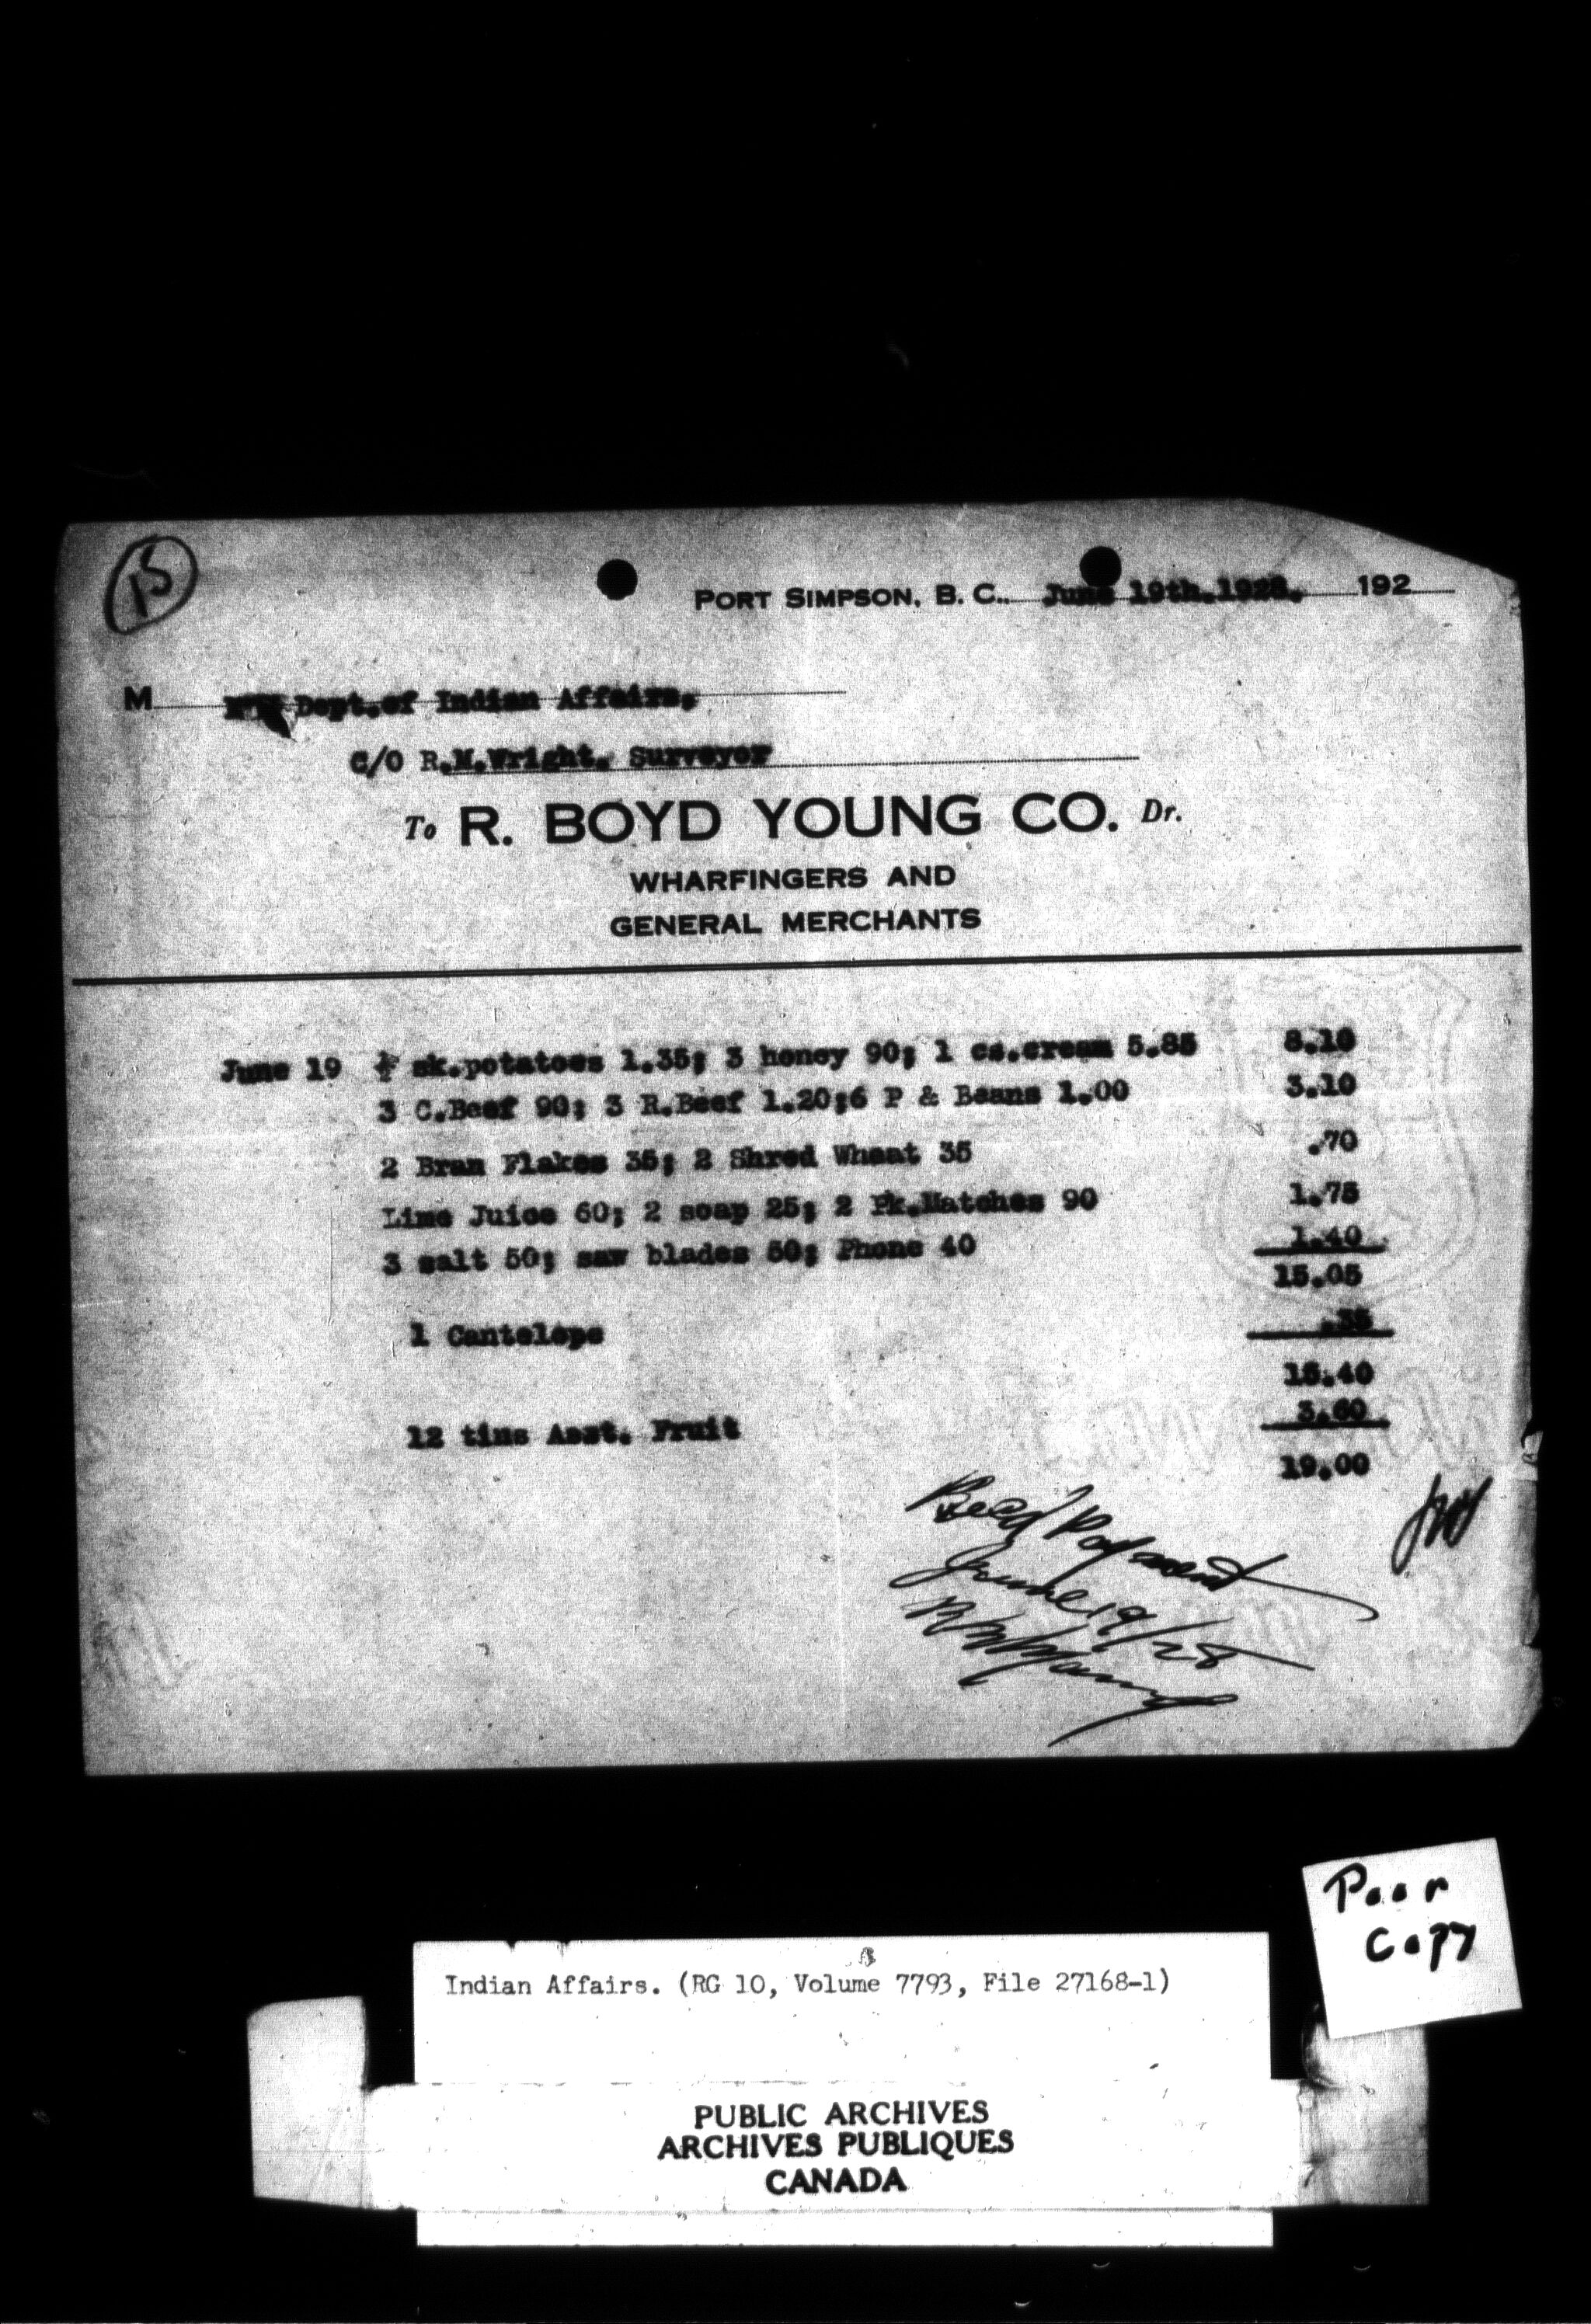 15
PORT SIMPSON, B. C. June 19th.1928. 192
M Dept.of Indian Affairs.
C/O R.M.Wright. Surveyor
To R. BOYD YOUNG CO. Dr.
WHARFINGERS AND
GENERAL MERCHANTS
June 19 ½ sk.potatoes 1.35; 3 honey 90; 1 cs.cream 5.85 8.10
3 C.Beef 90; 3 R.Beef 1.20;6 P & Beans 1.00 3.10
2 Bran Flakes 35; 2 Shred Wheat 35 .70
Lime Juice 60; 2 soap 25; 2 Pk.Matches 90 1.75
3 salt 50; saw blades 50; Phone 40 1.40
15.05
1 Cantelope .35
15.40
12 tins Asst. Fruit 3.60
19.00
Recd Payment
June 19/28
Poor
Copy
Indian Affairs. (RG 10, Volume 7793, File 27168-1)
PUBLIC ARCHIVES
ARCHIVES PUBLIQUES
CANADA